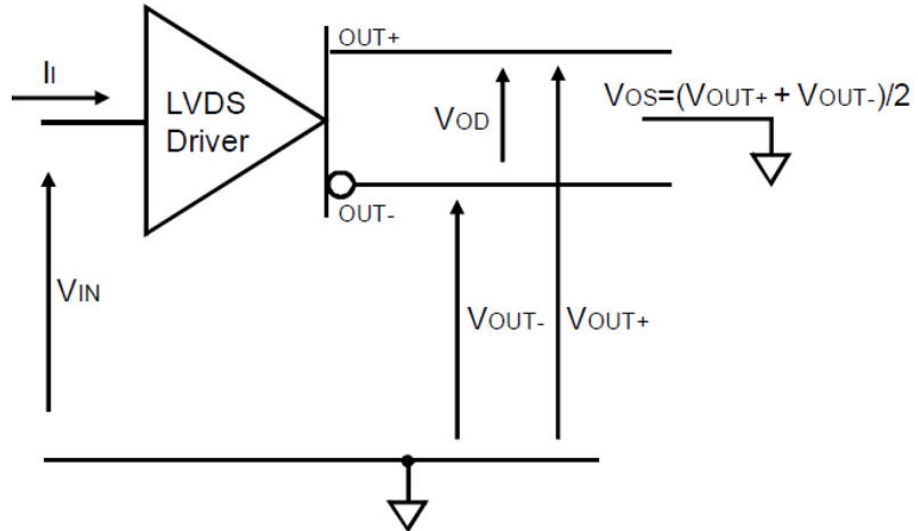 OUT+
II
LVDS
Driver
VOD
VOS=(VOUT+ + VOUT-)/2
OUT-
VIN
VOUT-
VOUT+